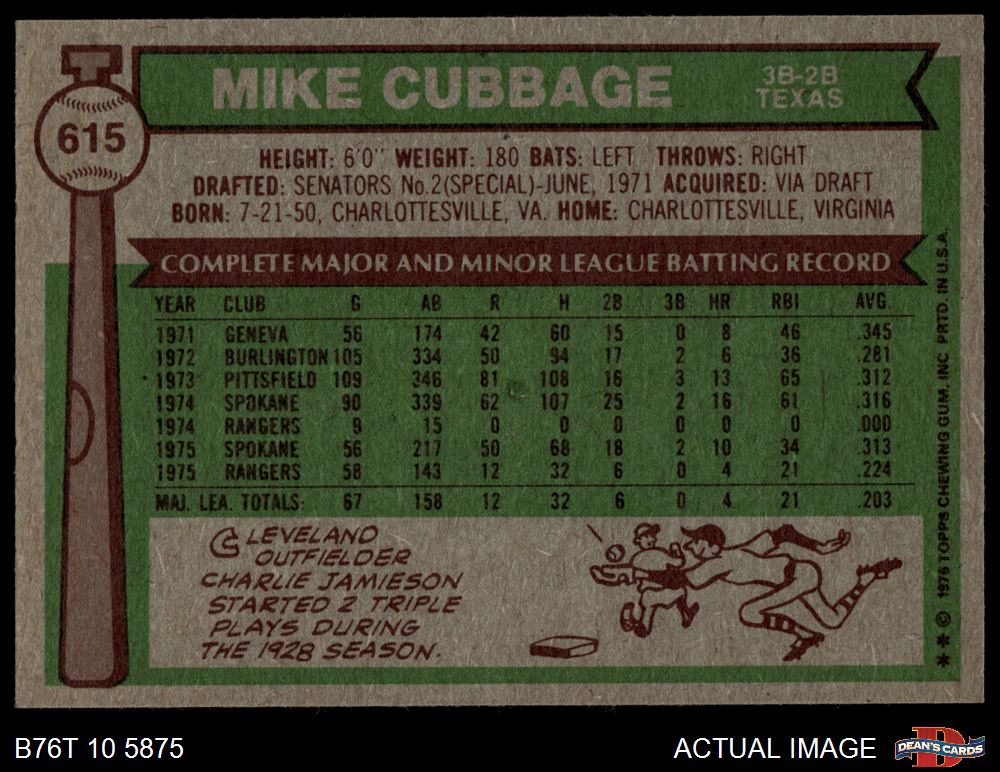 MIKE CUBBAGE
3B-2B
TEXAS
615
HEIGHT: 6'0" WEIGHT: 180 BATS: LEFT THROWS: RIGHT
DRAFTED: SENATORS No.2(SPECIAL)-JUNE, 1971 ACQUIRED: VIA DRAFT
BORN: 7-21-50, CHARLOTTESVILLE, VA. HOME: CHARLOTTESVILLE, VIRGINIA
COMPLETE MAJOR AND MINOR LEAGUE BATTING RECORD
YEAR CLUB G AB R H 2B 3B HR RBI AVG.
1971 GENEVA 56 174 42 60 15 0 8 46 .345
1972 BURLINGTON 105 334 50 94 17 2 6 36 .281
1973 PITTSFIELD 109 346 81 108 16 3 13 65 .312
1974 SPOKANE 90 339 62 107 25 2 16 61 .316
1974 RANGERS 9 15 0 0 0 0 0 0 .000
1975 SPOKANE 56 217 50 68 18 2 10 34 .313
1975 RANGERS 58 143 12 32 6 0 4 21 .224
MAJ. LEA. TOTALS: 67 158 12 32 6 0 4 21 .203
CLEVELAND
OUTFIELDER
CHARLIE JAMIESON
STARTED 2 TRIPLE
PLAYS DURING
THE 1928 SEASON.
** © 1976 TOPPS CHEWING GUM, INC. PRTD. IN U.S.A.
B76T 10 5875
ACTUAL IMAGE
D
DEAN'S CARDS